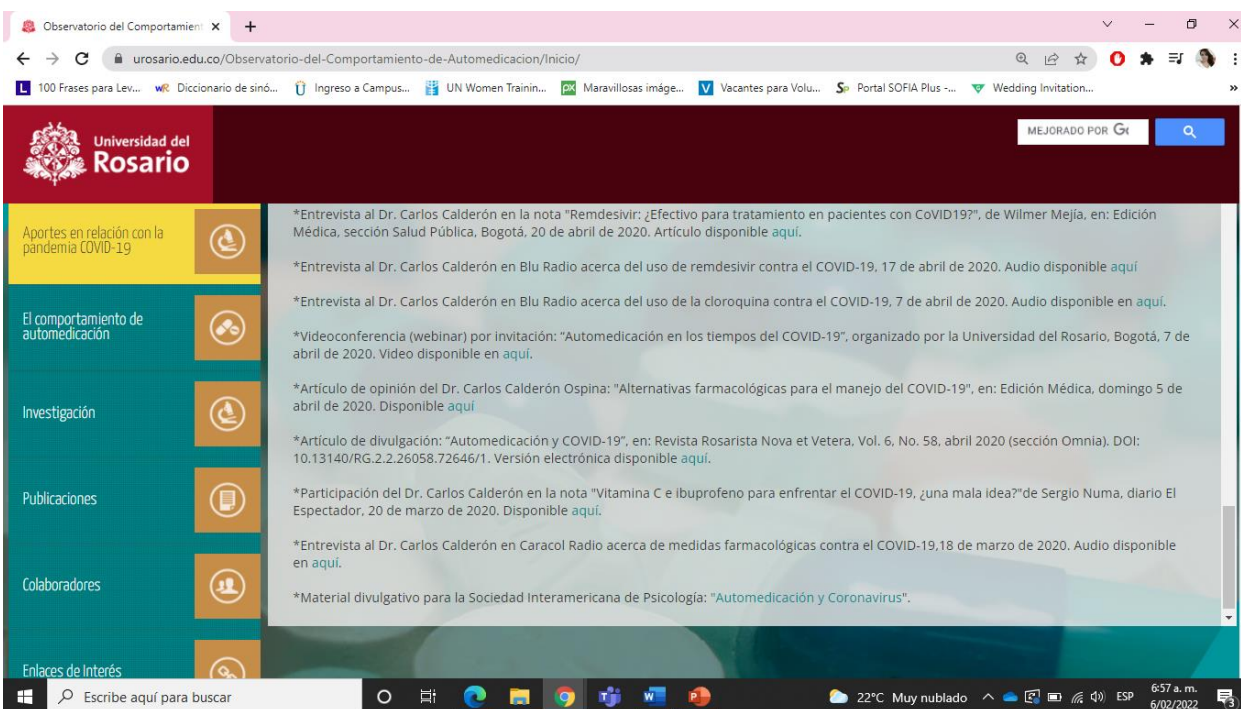 Observatorio del Comportamient
urosario.edu.co/Observatorio-del-Comportamiento-de-Automedicacion/Inicio/
100 Frases para Lev... Diccionario de sinó... Ingreso a Campus... UN Women Trainin... Maravillosas imáge... Vacantes para Volu... Portal SOFIA Plus -... Wedding Invitation...
Universidad del
Rosario
MEJORADO POR
Aportes en relación con la
pandemia COVID-19
El comportamiento de
automedicación
Investigación
Publicaciones
Colaboradores
Enlaces de Interés
*Entrevista al Dr. Carlos Calderón en la nota "Remdesivir: ¿Efectivo para tratamiento en pacientes con CoVID19?", de Wilmer Mejía, en: Edición
Médica, sección Salud Pública, Bogotá, 20 de abril de 2020. Artículo disponible aquí.
*Entrevista al Dr. Carlos Calderón en Blu Radio acerca del uso de remdesivir contra el COVID-19, 17 de abril de 2020. Audio disponible aquí
*Entrevista al Dr. Carlos Calderón en Blu Radio acerca del uso de la cloroquina contra el COVID-19, 7 de abril de 2020. Audio disponible en aquí.
*Videoconferencia (webinar) por invitación: “Automedicación en los tiempos del COVID-19”, organizado por la Universidad del Rosario, Bogotá, 7 de
abril de 2020. Video disponible en aquí.
*Artículo de opinión del Dr. Carlos Calderón Ospina: "Alternativas farmacológicas para el manejo del COVID-19", en: Edición Médica, domingo 5 de
abril de 2020. Disponible aquí
*Artículo de divulgación: “Automedicación y COVID-19”, en: Revista Rosarista Nova et Vetera, Vol. 6, No. 58, abril 2020 (sección Omnia). DOI:
10.13140/RG.2.2.26058.72646/1. Versión electrónica disponible aquí.
*Participación del Dr. Carlos Calderón en la nota "Vitamina C e ibuprofeno para enfrentar el COVID-19, ¿una mala idea?"de Sergio Numa, diario El
Espectador, 20 de marzo de 2020. Disponible aquí.
*Entrevista al Dr. Carlos Calderón en Caracol Radio acerca de medidas farmacológicas contra el COVID-19,18 de marzo de 2020. Audio disponible
en aquí.
*Material divulgativo para la Sociedad Interamericana de Psicología: "Automedicación y Coronavirus".
Escribe aquí para buscar
22°C Muy nublado
ESP
6:57 a. m.
6/02/2022